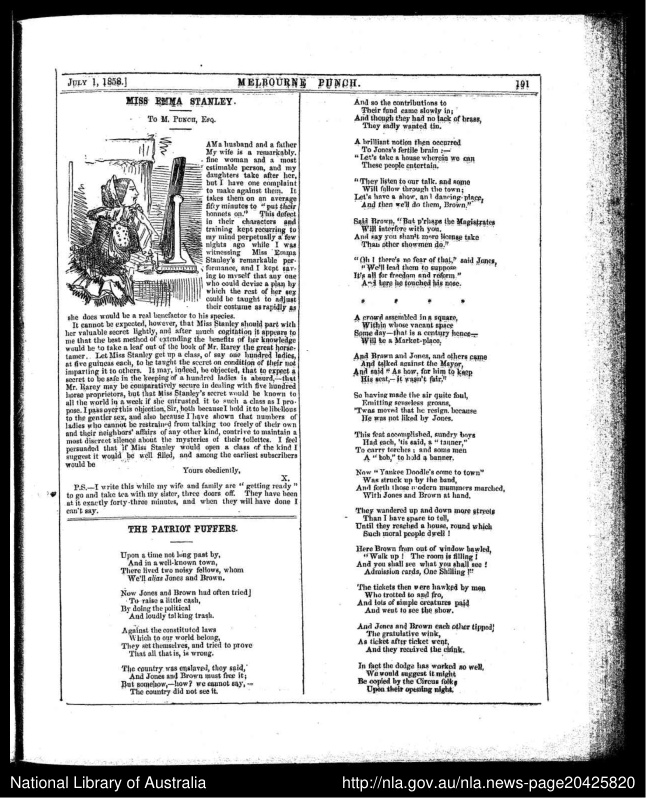 JULY 1, 1858.]
MELBOURNE PUNCH.
191
MISS EMMA STANLEY.
To M. PUNCH, ESQ.
AM a husband and a father
My wife is a remarkably
fine woman and a most
estimable person, and my
daughters take after her,
but I have one complaint
to make against them. It
takes them on an average
fifty minutes to "put their
bonnets on." This defect
in their characters and
training kept recurring to
my mind perpetually a few
nights ago while I was
witnessing Miss Emma
Stanley's remarkable per-
formance, and I kept say-
ing to myself that any one
who could devise a plan by
which the rest of her sex
could be taught to adjust
their costume as rapidly as
she does would be a real benefactor to his species.
It cannot be expected, however, that Miss Stanley should part with
her valuable secret lightly, and after much cogitation it appears to
me that the best method of extending the benefits of her knowledge
would be to take a leaf out of the book of Mr. Rarey the great horse-
tamer. Let Miss Stanley get up a class, of say one hundred ladies,
at five guineas each, to be taught the secret on condition of their not
imparting it to others. It may, indeed, be objected, that to expect a
secret to be safe in the keeping of a hundred ladies is absurd,—that
Mr. Rarey may be comparatively secure in dealing with five hundred
horse proprietors, but that Miss Stanley's secret would be known to
all the world in a week if she entrusted it to such a class as I pro-
pose. I pass over this objection, Sir, both because I hold it to be libellous
to the gentler sex, and also because I have shown that numbers of
ladies who cannot be restrained from talking too freely of their own
and their neighbors' affairs of any other kind, contrive to maintain a
most discreet silence about the mysteries of their toilettes. I feel
persuaded that if Miss Stanley would open a class of the kind I
suggest it would be well filled, and among the earliest subscribers
would be
Yours obediently,
X.
P.S.—I write this while my wife and family are "getting ready"
to go and take tea with my sister, three doors off. They have been
at it exactly forty-three minutes, and when they will have done I
can't say.
THE PATRIOT PUFFERS.
Upon a time not long past by,
And in a well-known town,
There lived two noisy fellows, whom
We'll alias Jones and Brown.
Now Jones and Brown had often tried
To raise a little cash,
By doing the political
And loudly talking trash.
Against the constituted laws
Which to our world belong,
They set themselves, and tried to prove
That all that is, is wrong.
The country was enslaved, they said,
And Jones and Brown must free it;
But somehow,—how? we cannot say,—
The country did not see it.
And so the contributions to
Their fund came slowly in;
And though they had no lack of brass,
They sadly wanted tin.
A brilliant notion then occurred
To Jones's fertile brain:—
"Let's take a house wherein we can
These people entertain.
"They listen to our talk, and some
Will follow through the town;
Let's have a show, and dancing-place,
And then we'll do them, Brown."
Said Brown, "But p'rhaps the Magistrates
Will interfere with you,
And say you shan't more license take
Than other showmen do."
"Oh! there's no fear of that," said Jones,
"We'll lead them to suppose
It's all for freedom and reform"
And here he touched his nose.
* * * *
A crowd assembled in a square,
Within whose vacant space
Some day—that is a century hence—
Will be a Market-place,
And Brown and Jones, and others came
And talked against the Mayor,
And said "As how, for him to keep
His seat,—it wasn't fair."
So having made the air quite foul,
Emitting senseless groans,
'Twas moved that he resign, because
He was not liked by Jones.
This feat accomplished, sundry boys
Had each, 'tis said, a "tanner,"
To carry torches; and some men
A "bob," to hold a banner.
Now "Yankee Doodle's come to town"
Was struck up by the band,
And forth those modern mummers marched,
With Jones and Brown at hand.
They wandered up and down more streets
Than I have space to tell,
Until they reached a house, round which
Such moral people dwell!
Here Brown from out of window bawled,
"Walk up! The room is filling!
And you shall see what you shall see!
Admission cards, One Shilling!"
The tickets then were hawked by men
Who trotted to and fro,
And lots of simple creatures paid
And went to see the show.
And Jones and Brown each other tipped
The gratulative wink,
As ticket after ticket went,
And they received the chink.
In fact the dodge has worked so well,
We would suggest it might
Be copied by the Circus folks
Upon their opening night.
National Library of Australia
http://nla.gov.au/nla.news-page20425820